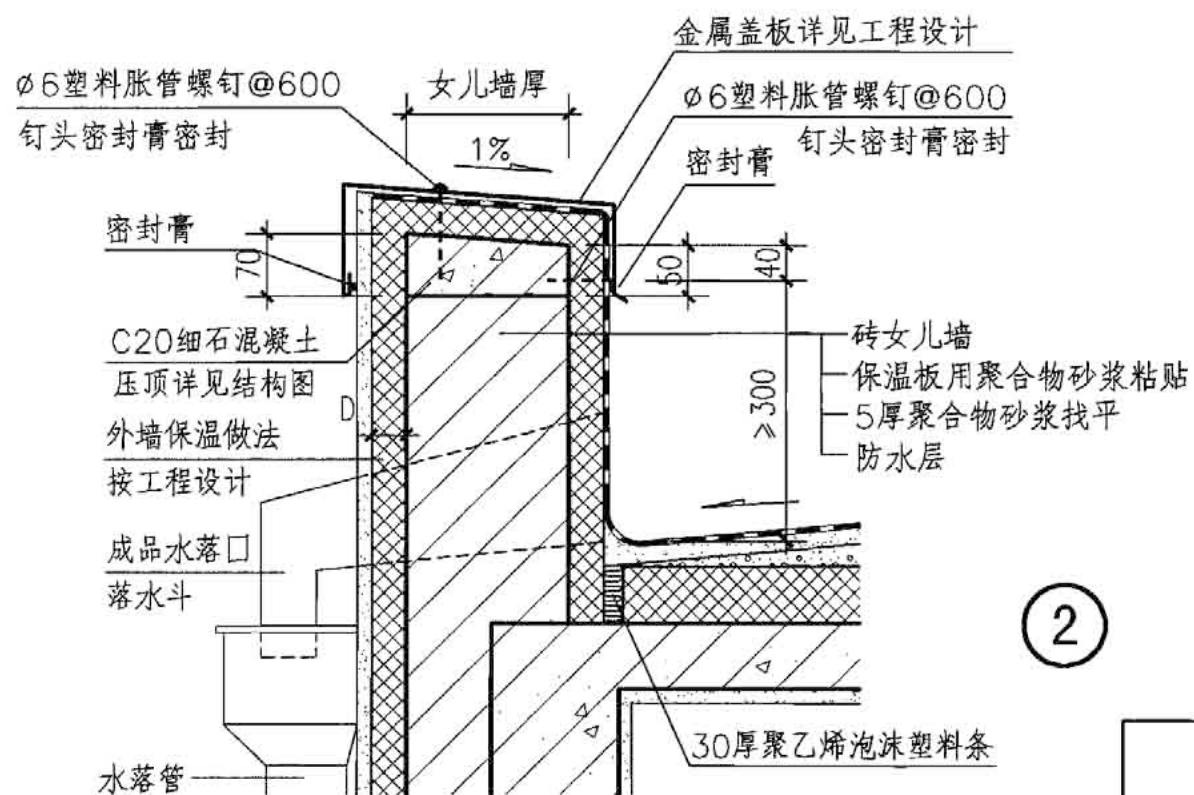 金属盖板详见工程设计
ø6塑料胀管螺钉@600
钉头密封膏密封
女儿墙厚
ø6塑料胀管螺钉@600
钉头密封膏密封
1%
密封膏
密封膏
70
50
40
C20细石混凝土
压顶详见结构图
D
外墙保温做法
按工程设计
≥300
砖女儿墙
保温板用聚合物砂浆粘贴
5厚聚合物砂浆找平
防水层
成品水落口
落水斗
2
30厚聚乙烯泡沫塑料条
水落管